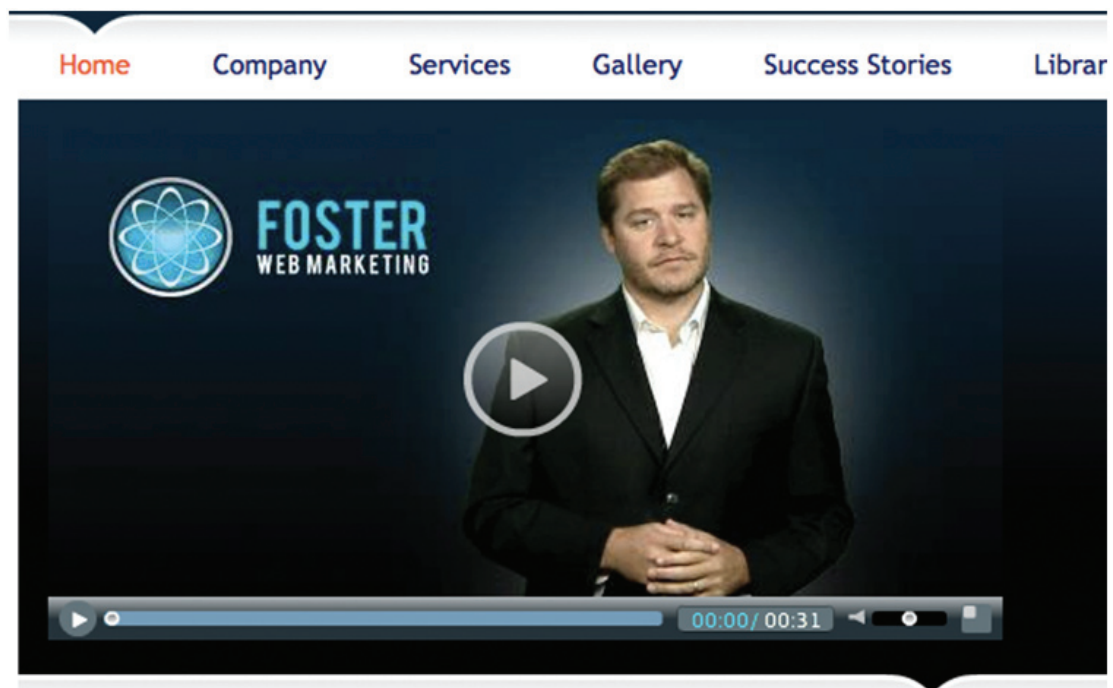 Home Company Services Gallery Success Stories Librar
FOSTER
WEB MARKETING
00:00/ 00:31